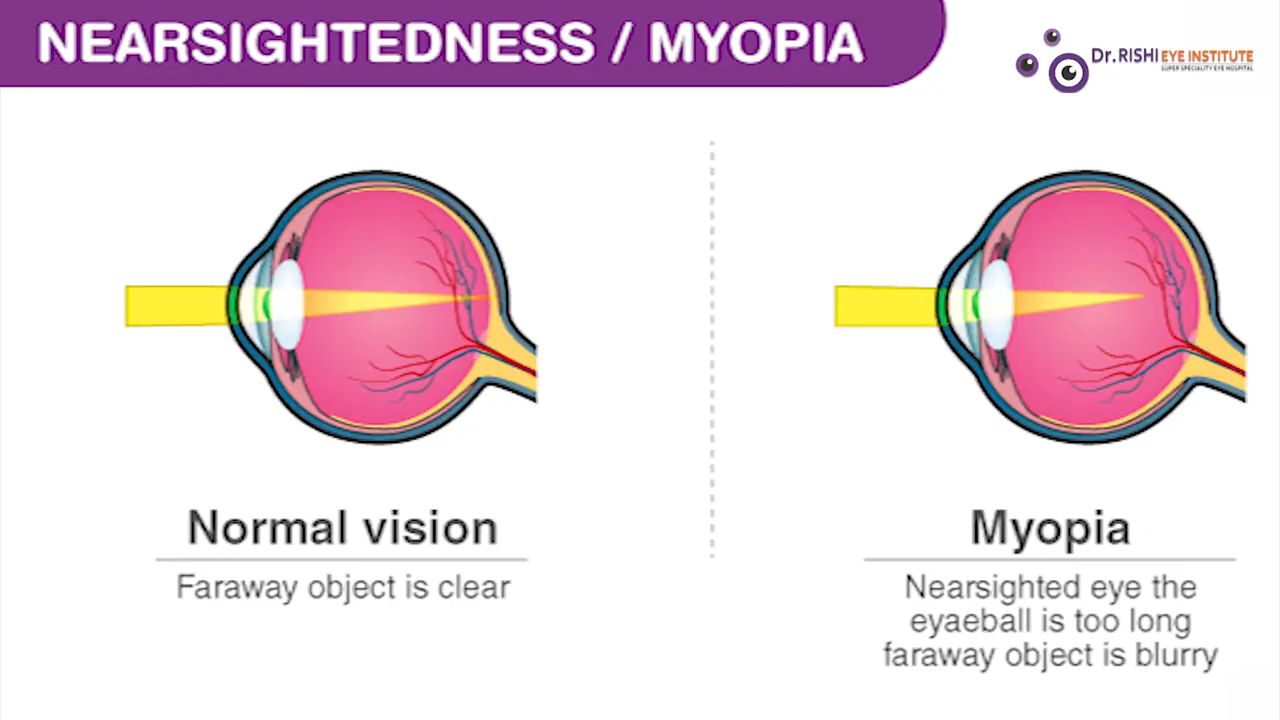 NEARSIGHTEDNESS / MYOPIA
Dr.RISHI EYE INSTITUTE
SUPER SPECIALITY EYE HOSPITAL
Normal vision
Faraway object is clear
Myopia
Nearsighted eye the
eyaeball is too long
faraway object is blurry